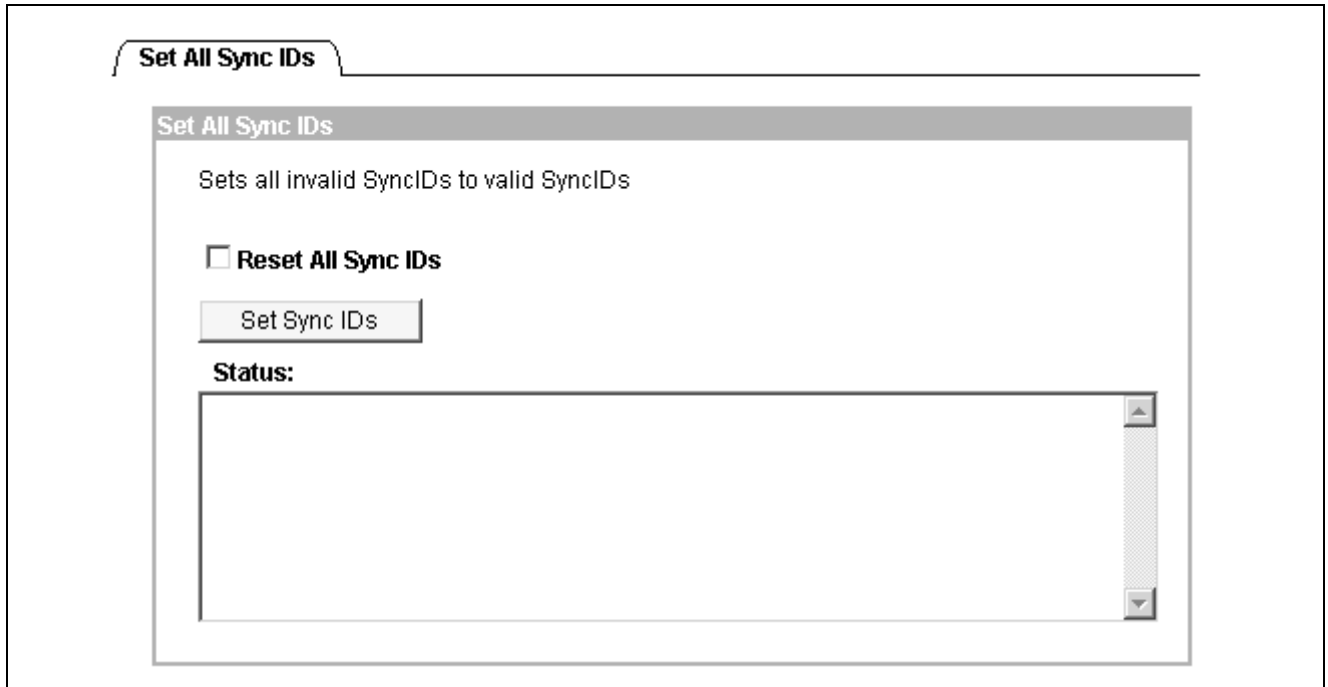 Set All Sync IDs
Set All Sync IDs
Sets all invalid SyncIDs to valid SyncIDs
Reset All Sync IDs
Set Sync IDs
Status: